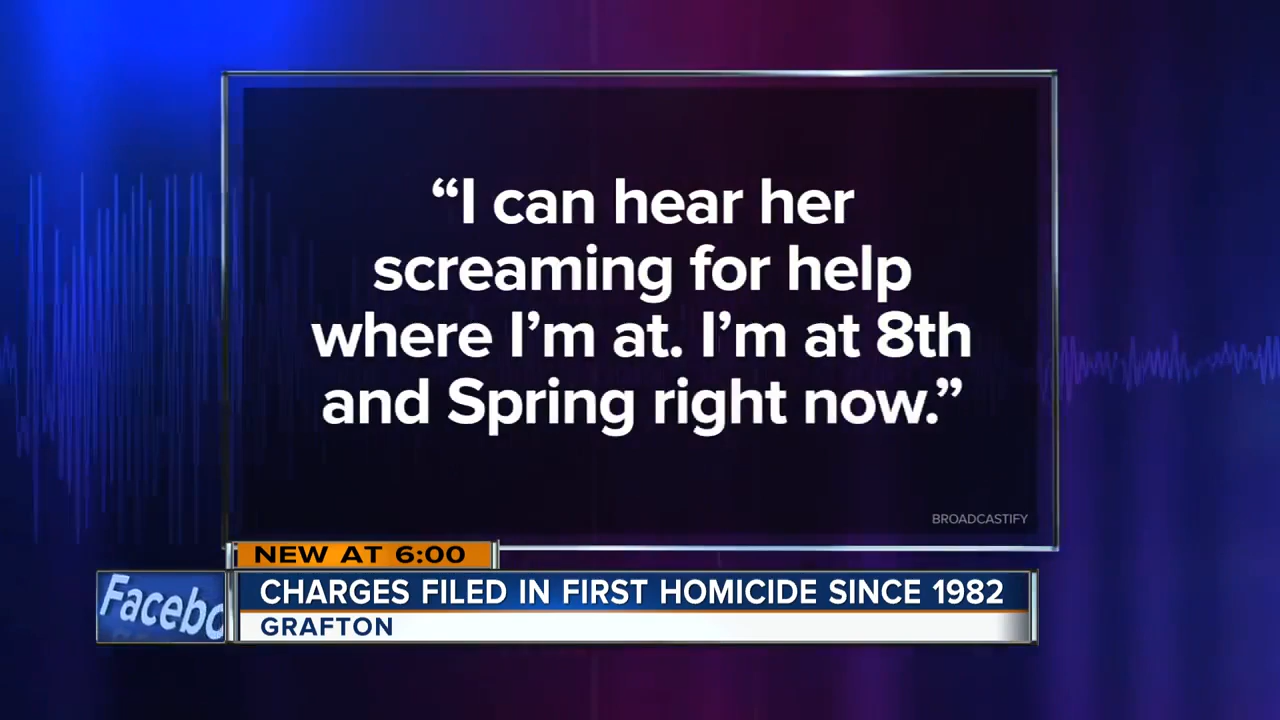 “I can hear her
screaming for help
where I’m at. I’m at 8th
and Spring right now.”
BROADCASTIFY
NEW AT 6:00
CHARGES FILED IN FIRST HOMICIDE SINCE 1982
GRAFTON